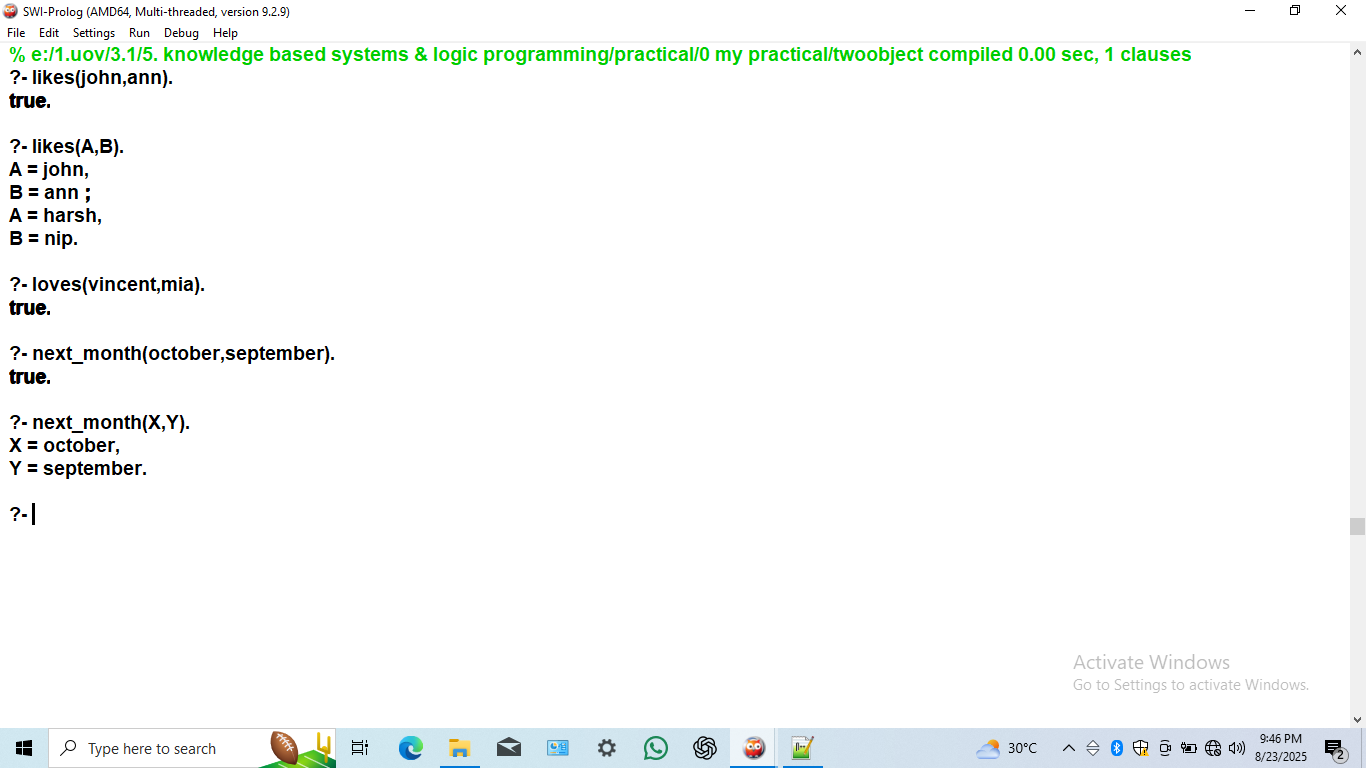 SWI-Prolog (AMD64, Multi-threaded, version 9.2.9)
File Edit Settings Run Debug Help
% e:/1.uov/3.1/5. knowledge based systems & logic programming/practical/0 my practical/twoobject compiled 0.00 sec, 1 clauses
?- likes(john,ann).
true.
?- likes(A,B).
A = john,
B = ann ;
A = harsh,
B = nip.
?- loves(vincent,mia).
true.
?- next_month(october,september).
true.
?- next_month(X,Y).
X = october,
Y = september.
?-
Activate Windows
Go to Settings to activate Windows.
Type here to search
30°C
9:46 PM
8/23/2025
2